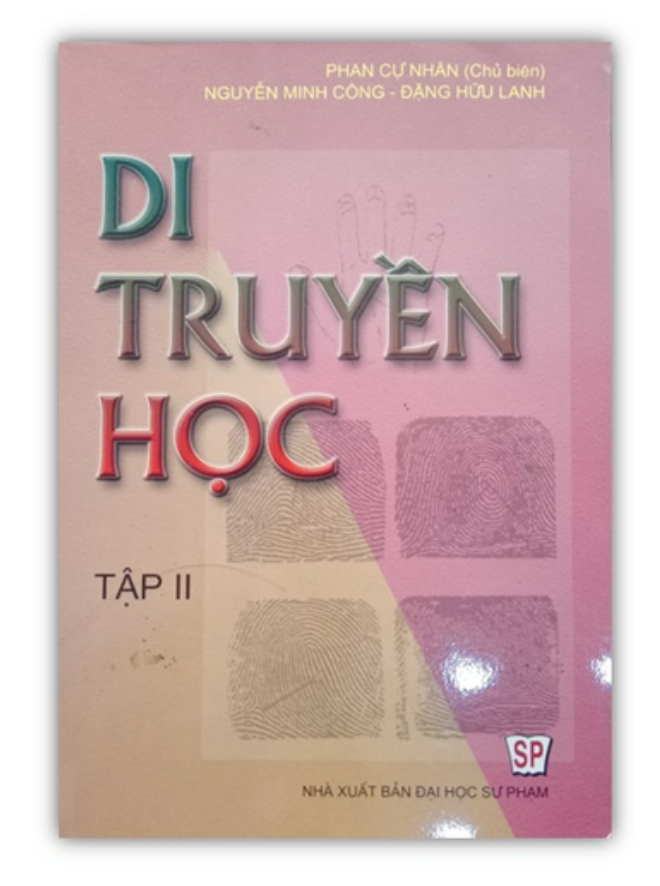 PHAN CỰ NHÂN (Chủ biên)
NGUYỄN MINH CÔNG - ĐẶNG HỮU LANH
DI
TRUYỀN
HỌC
TẬP II
SP
NHÀ XUẤT BẢN ĐẠI HỌC SƯ PHẠM